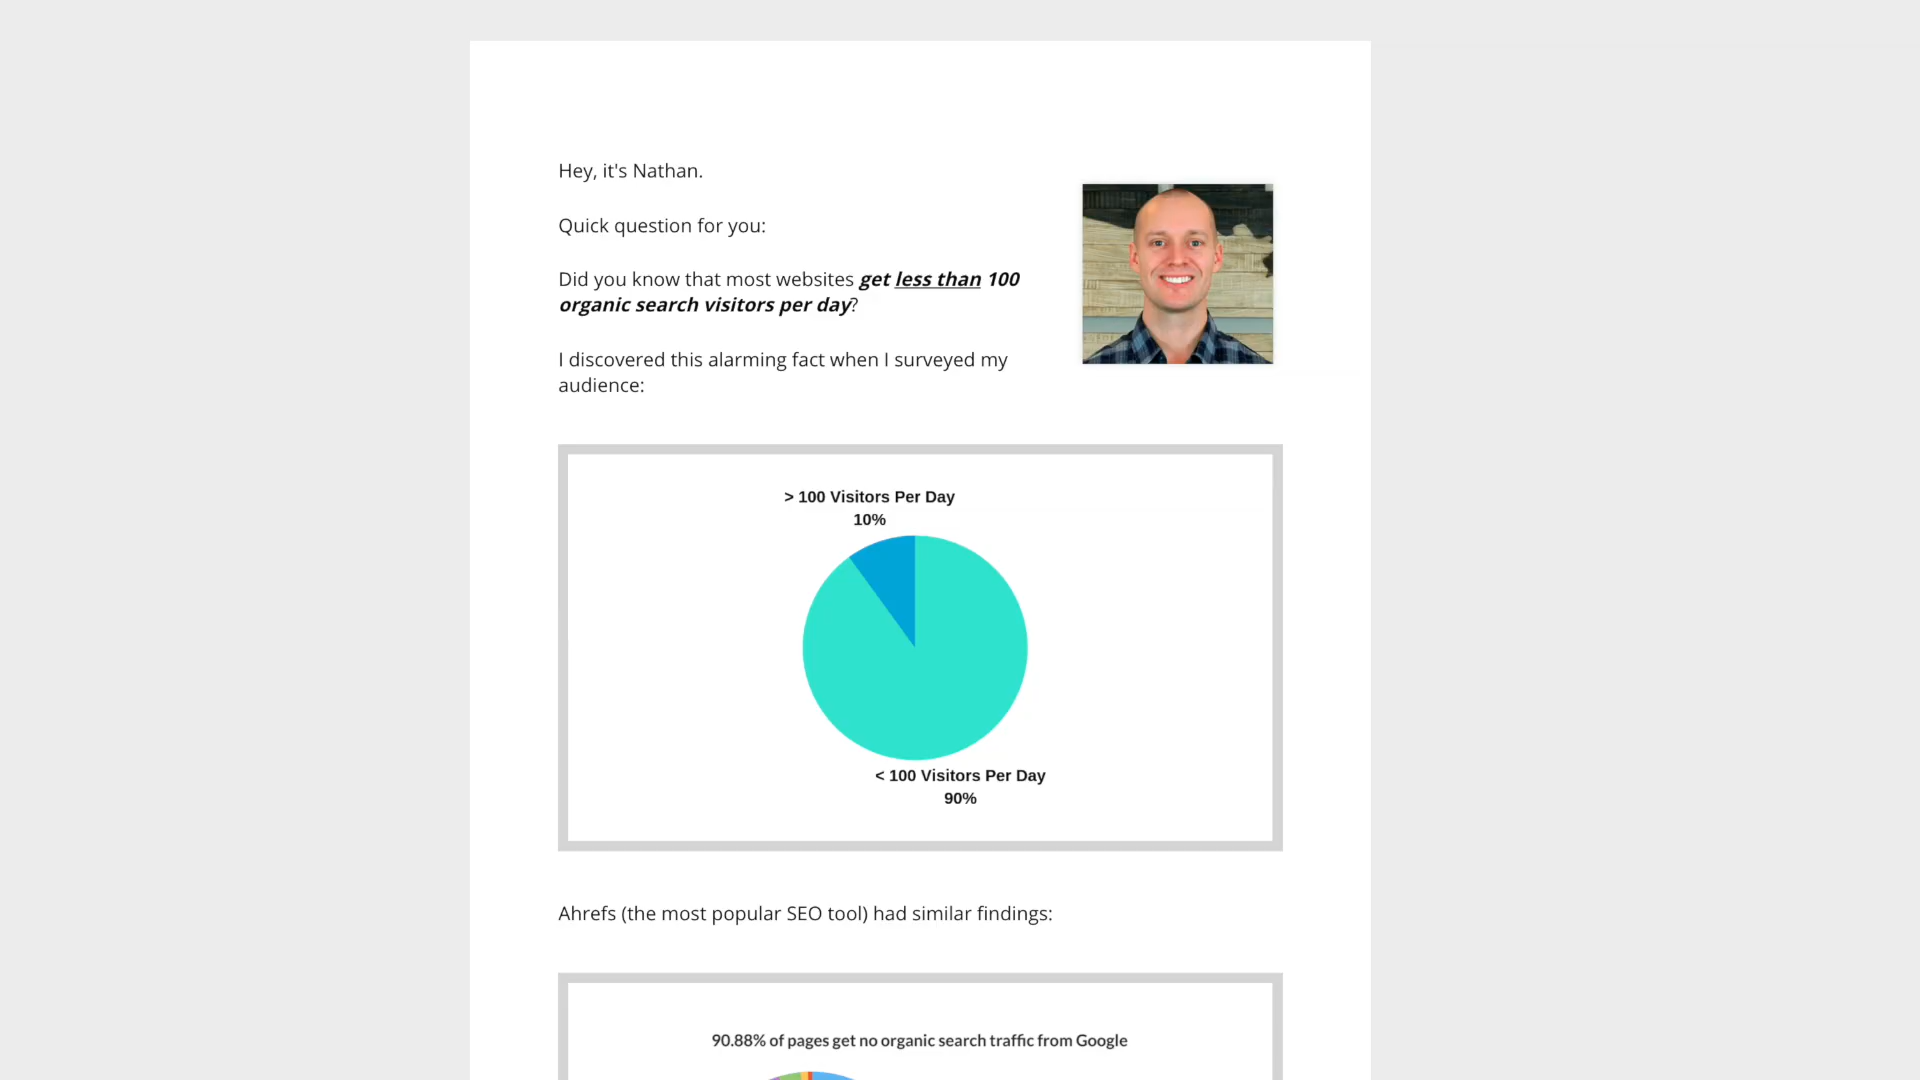 Hey, it's Nathan.
Quick question for you:
Did you know that most websites get less than 100
organic search visitors per day?
I discovered this alarming fact when I surveyed my
audience:
> 100 Visitors Per Day
10%
< 100 Visitors Per Day
90%
Ahrefs (the most popular SEO tool) had similar findings:
90.88% of pages get no organic search traffic from Google